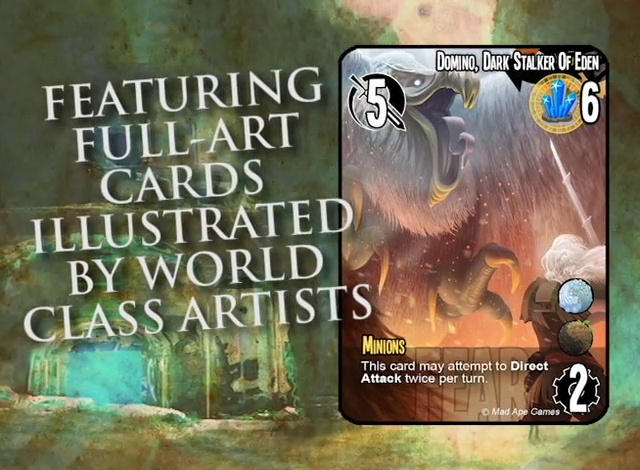 FEATURING
FULL-ART
CARDS
ILLUSTRATED
BY WORLD
CLASS ARTISTS
Domino, Dark Stalker Of Eden
5
6
Minions
This card may attempt to Direct
Attack twice per turn.
FEAR
2
© Mad Ape Games